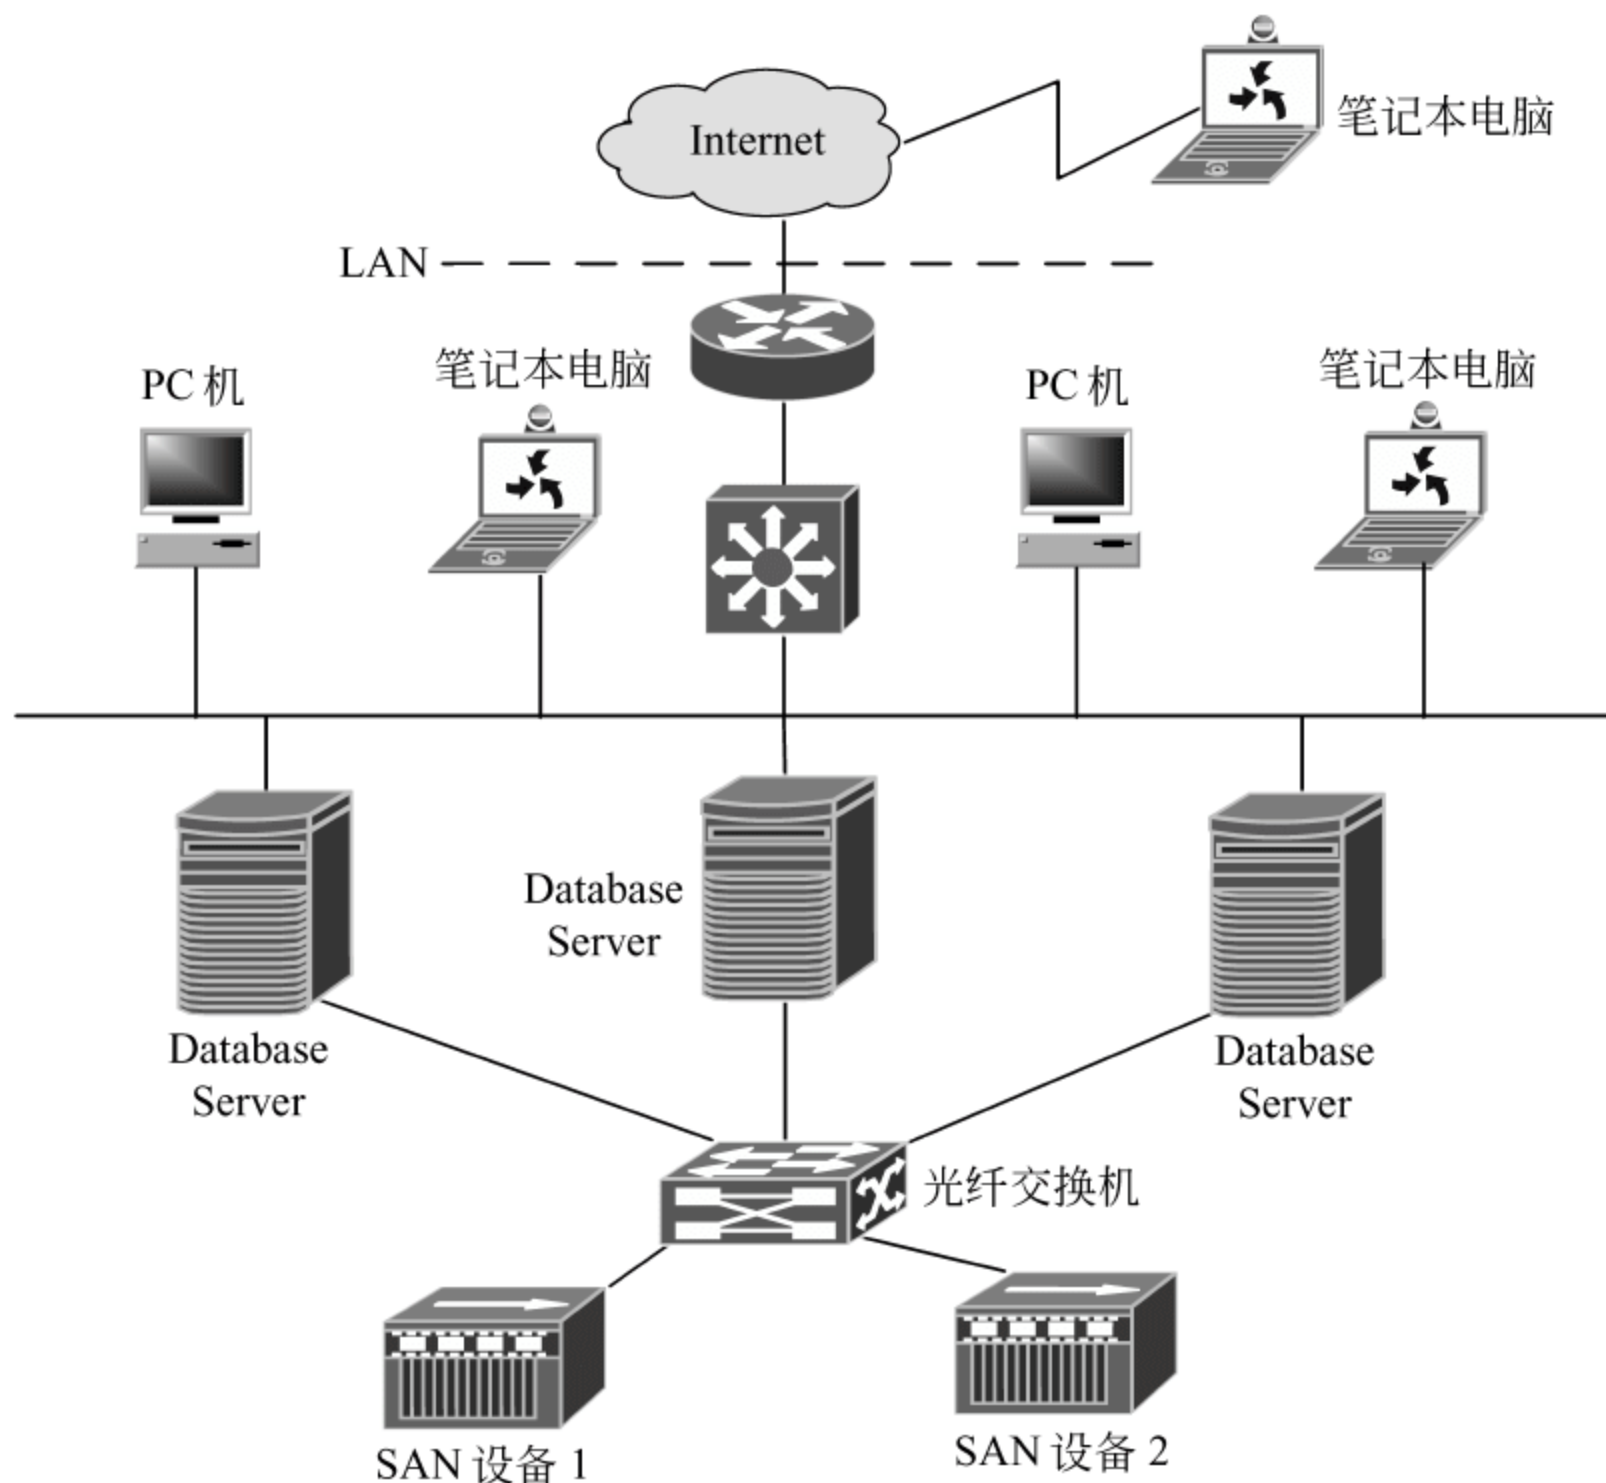 Internet
笔记本电脑
LAN
PC 机
笔记本电脑
PC 机
笔记本电脑
Database
Server
Database
Server
Database
Server
光纤交换机
SAN 设备 1
SAN 设备 2